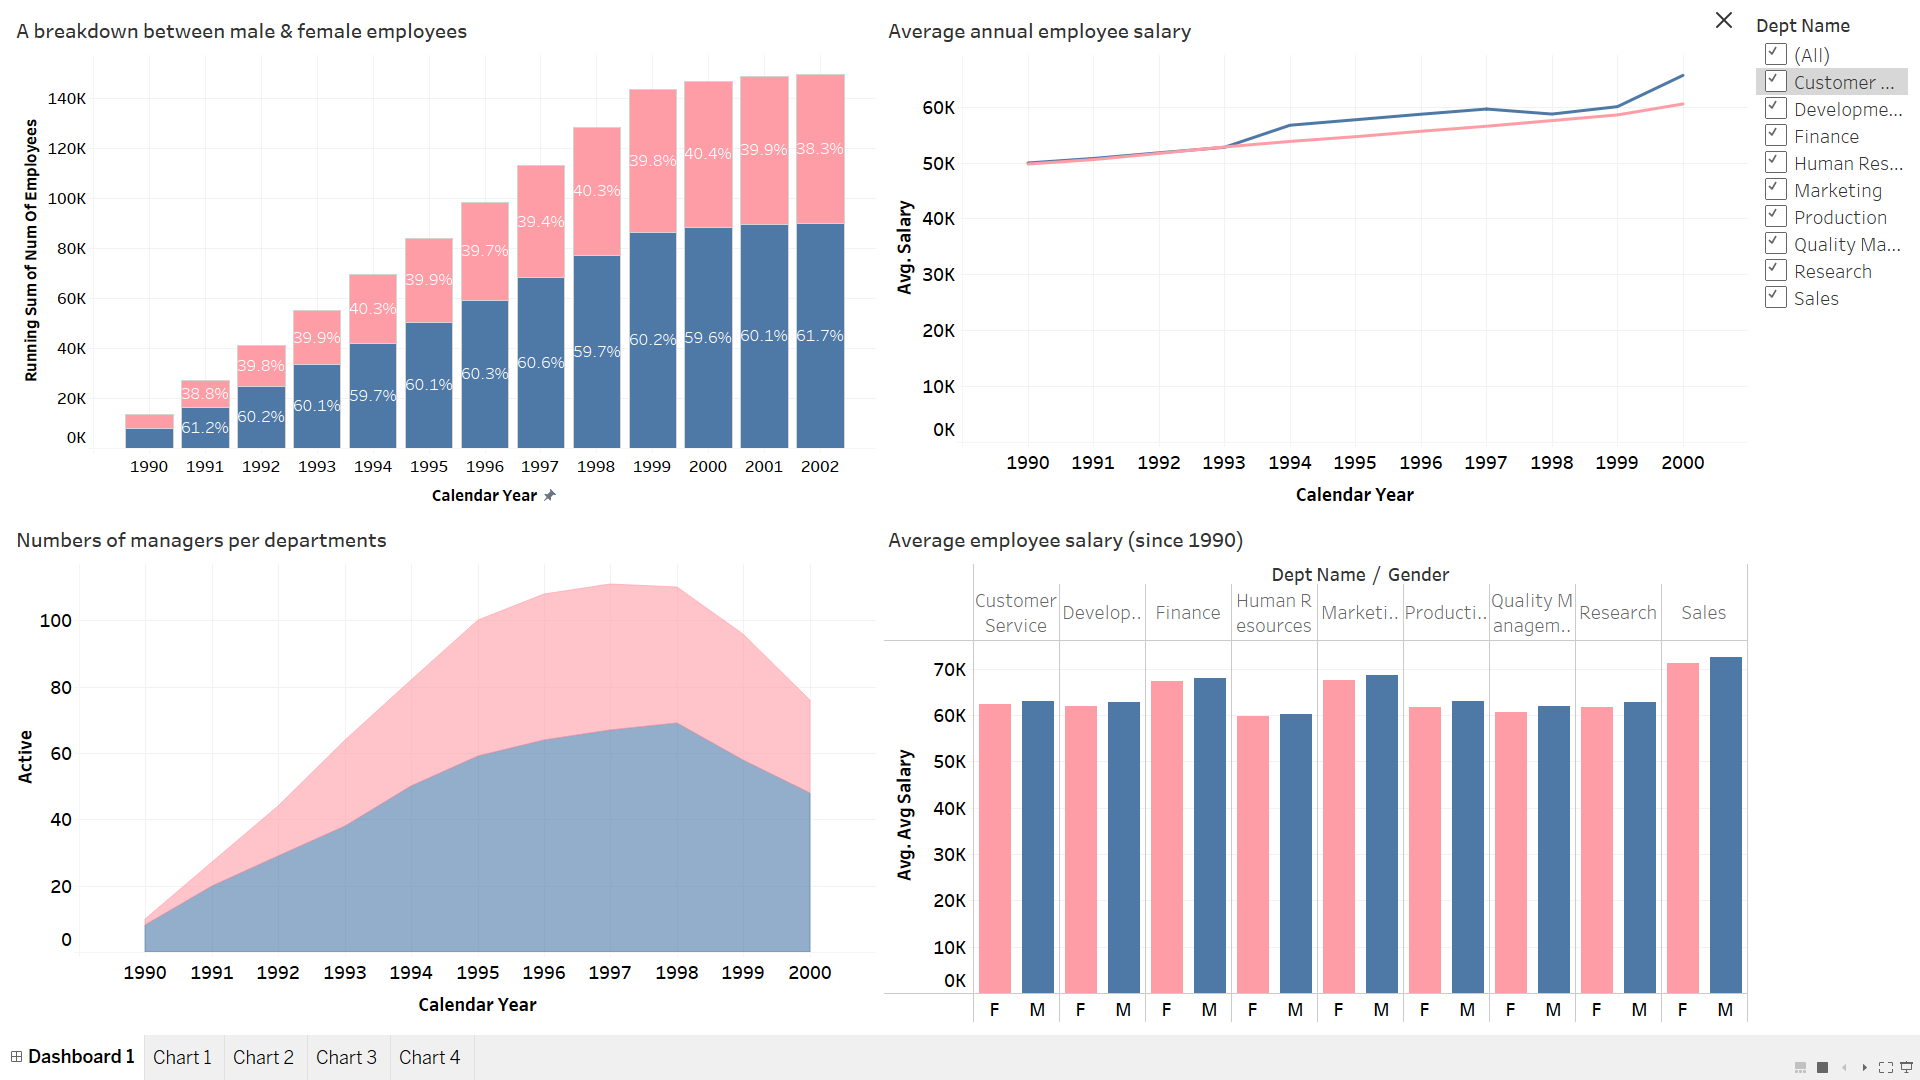 A breakdown between male & female employees
140K
120K
100K
80K
60K
40K
20K
0K
Running Sum of Num Of Employees
38.8%
61.2%
39.8%
60.2%
39.9%
60.1%
40.3%
59.7%
39.9%
60.1%
39.7%
60.3%
39.4%
60.6%
40.3%
59.7%
39.8%
60.2%
40.4%
59.6%
39.9%
60.1%
38.3%
61.7%
1990 1991 1992 1993 1994 1995 1996 1997 1998 1999 2000 2001 2002
Calendar Year
Average annual employee salary
60K
50K
40K
30K
20K
10K
0K
Avg. Salary
1990 1991 1992 1993 1994 1995 1996 1997 1998 1999 2000
Calendar Year
Dept Name
(All)
Customer ...
Developme...
Finance
Human Res...
Marketing
Production
Quality Ma...
Research
Sales
Numbers of managers per departments
100
80
60
40
20
0
Active
1990 1991 1992 1993 1994 1995 1996 1997 1998 1999 2000
Calendar Year
Average employee salary (since 1990)
Dept Name / Gender
Customer
Service
Develop..
Finance
Human R
esources
Marketi..
Producti..
Quality M
anagem..
Research
Sales
70K
60K
50K
40K
30K
20K
10K
0K
Avg. Avg Salary
F M F M F M F M F M F M F M F M F M
Dashboard 1 Chart 1 Chart 2 Chart 3 Chart 4